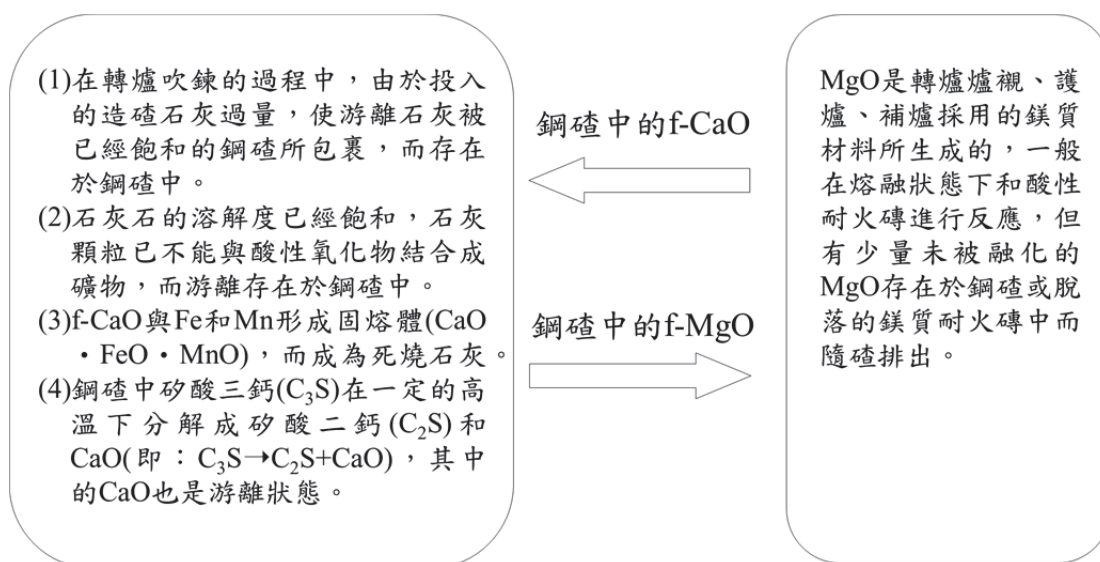 (1)在轉爐吹鍊的過程中，由於投入
的造碴石灰過量，使游離石灰被
已經飽和的鋼碴所包裹，而存在
於鋼碴中。
(2)石灰石的溶解度已經飽和，石灰
顆粒已不能與酸性氧化物結合成
礦物，而游離存在於鋼碴中。
(3)f-CaO與Fe和Mn形成固熔體(CaO
•FeO•MnO)，而成為死燒石灰。
(4)鋼碴中矽酸三鈣(C₃S)在一定的高
溫下分解成矽酸二鈣(C₂S)和
CaO(即：C₃S→C₂S+CaO)，其中
的CaO也是游離狀態。
鋼碴中的f-CaO
鋼碴中的f-MgO
MgO是轉爐爐襯、護
爐、補爐採用的鎂質
材料所生成的，一般
在熔融狀態下和酸性
耐火磚進行反應，但
有少量未被融化的
MgO存在於鋼碴或脫
落的鎂質耐火磚中而
隨碴排出。